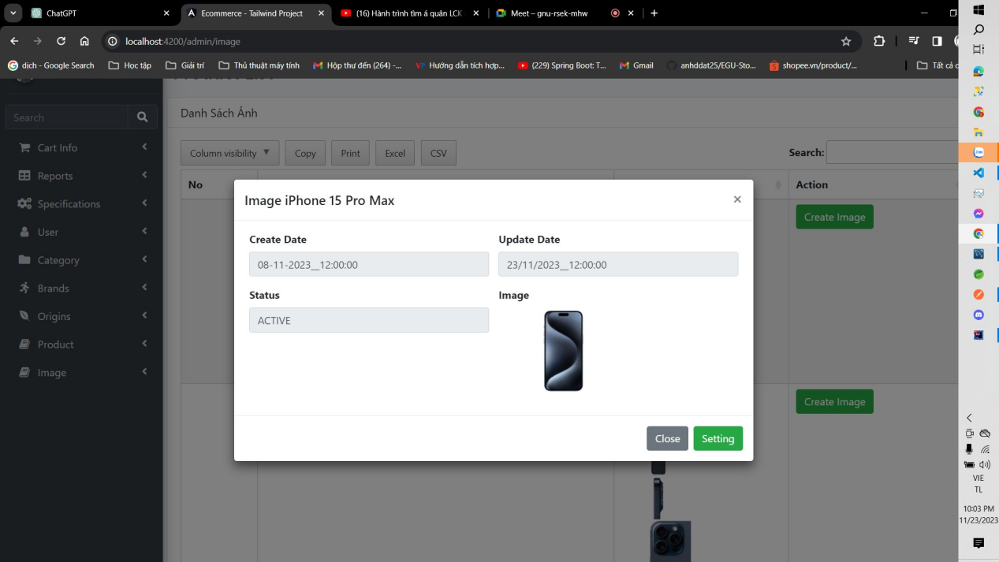 ChatGPT
Ecommerce - Tailwind Project
(16) Hành trình tìm á quân LCK
Meet – gnu-rsek-mhw
localhost:4200/admin/image
dịch - Google Search
Học tập
Giải trí
Thủ thuật máy tính
Hộp thư đến (264) -...
Hướng dẫn tích hợp...
(229) Spring Boot: T...
Gmail
anhddat25/EGU-Sto...
shopee.vn/product/...
Tất cả c
Danh Sách Ảnh
Search
Cart Info
Reports
Specifications
User
Category
Brands
Origins
Product
Image
Column visibility
Copy
Print
Excel
CSV
Search:
No
Action
Create Image
Create Image
Image iPhone 15 Pro Max
×
Create Date
Update Date
08-11-2023__12:00:00
23/11/2023__12:00:00
Status
Image
ACTIVE
Close
Setting
Zalo
VIE
TL
10:03 PM
11/23/2023